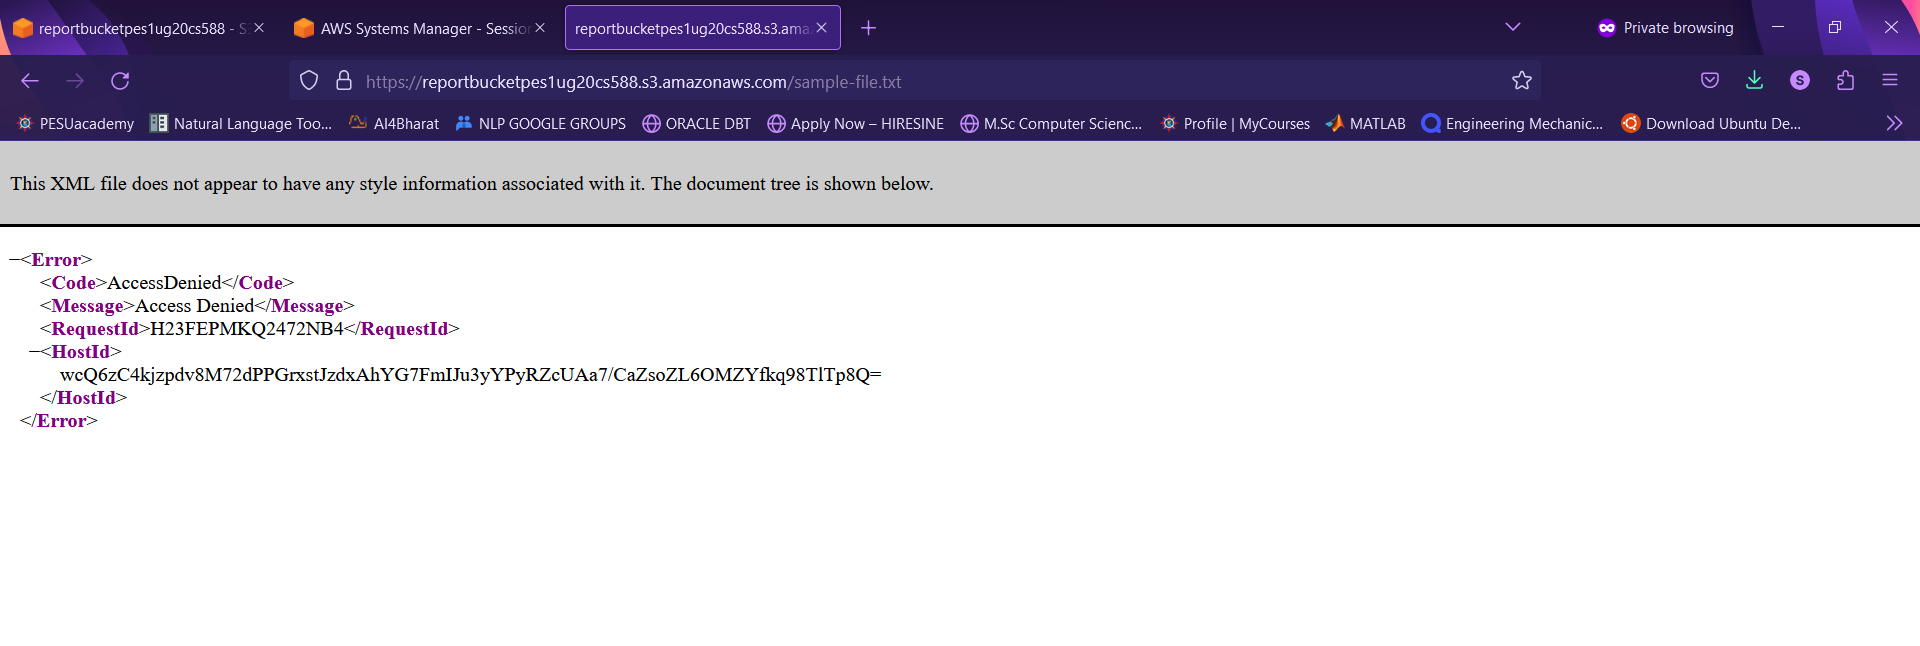 reportbucketpes1ug20cs588 - S
AWS Systems Manager - Session
reportbucketpes1ug20cs588.s3.ama
Private browsing
https://reportbucketpes1ug20cs588.s3.amazonaws.com/sample-file.txt
S
PESUacademy
Natural Language Too...
AI4Bharat
NLP GOOGLE GROUPS
ORACLE DBT
Apply Now – HIRESINE
M.Sc Computer Scienc...
Profile | MyCourses
MATLAB
Engineering Mechanic...
Download Ubuntu De...
This XML file does not appear to have any style information associated with it. The document tree is shown below.
−<Error>
<Code>AccessDenied</Code>
<Message>Access Denied</Message>
<RequestId>H23FEPMKQ2472NB4</RequestId>
−<HostId>
wcQ6zC4kjzpdv8M72dPPGrxstJzdxAhYG7FmIJu3yYPyRZcUAa7/CaZsoZL6OMZYfkq98TlTp8Q=
</HostId>
</Error>